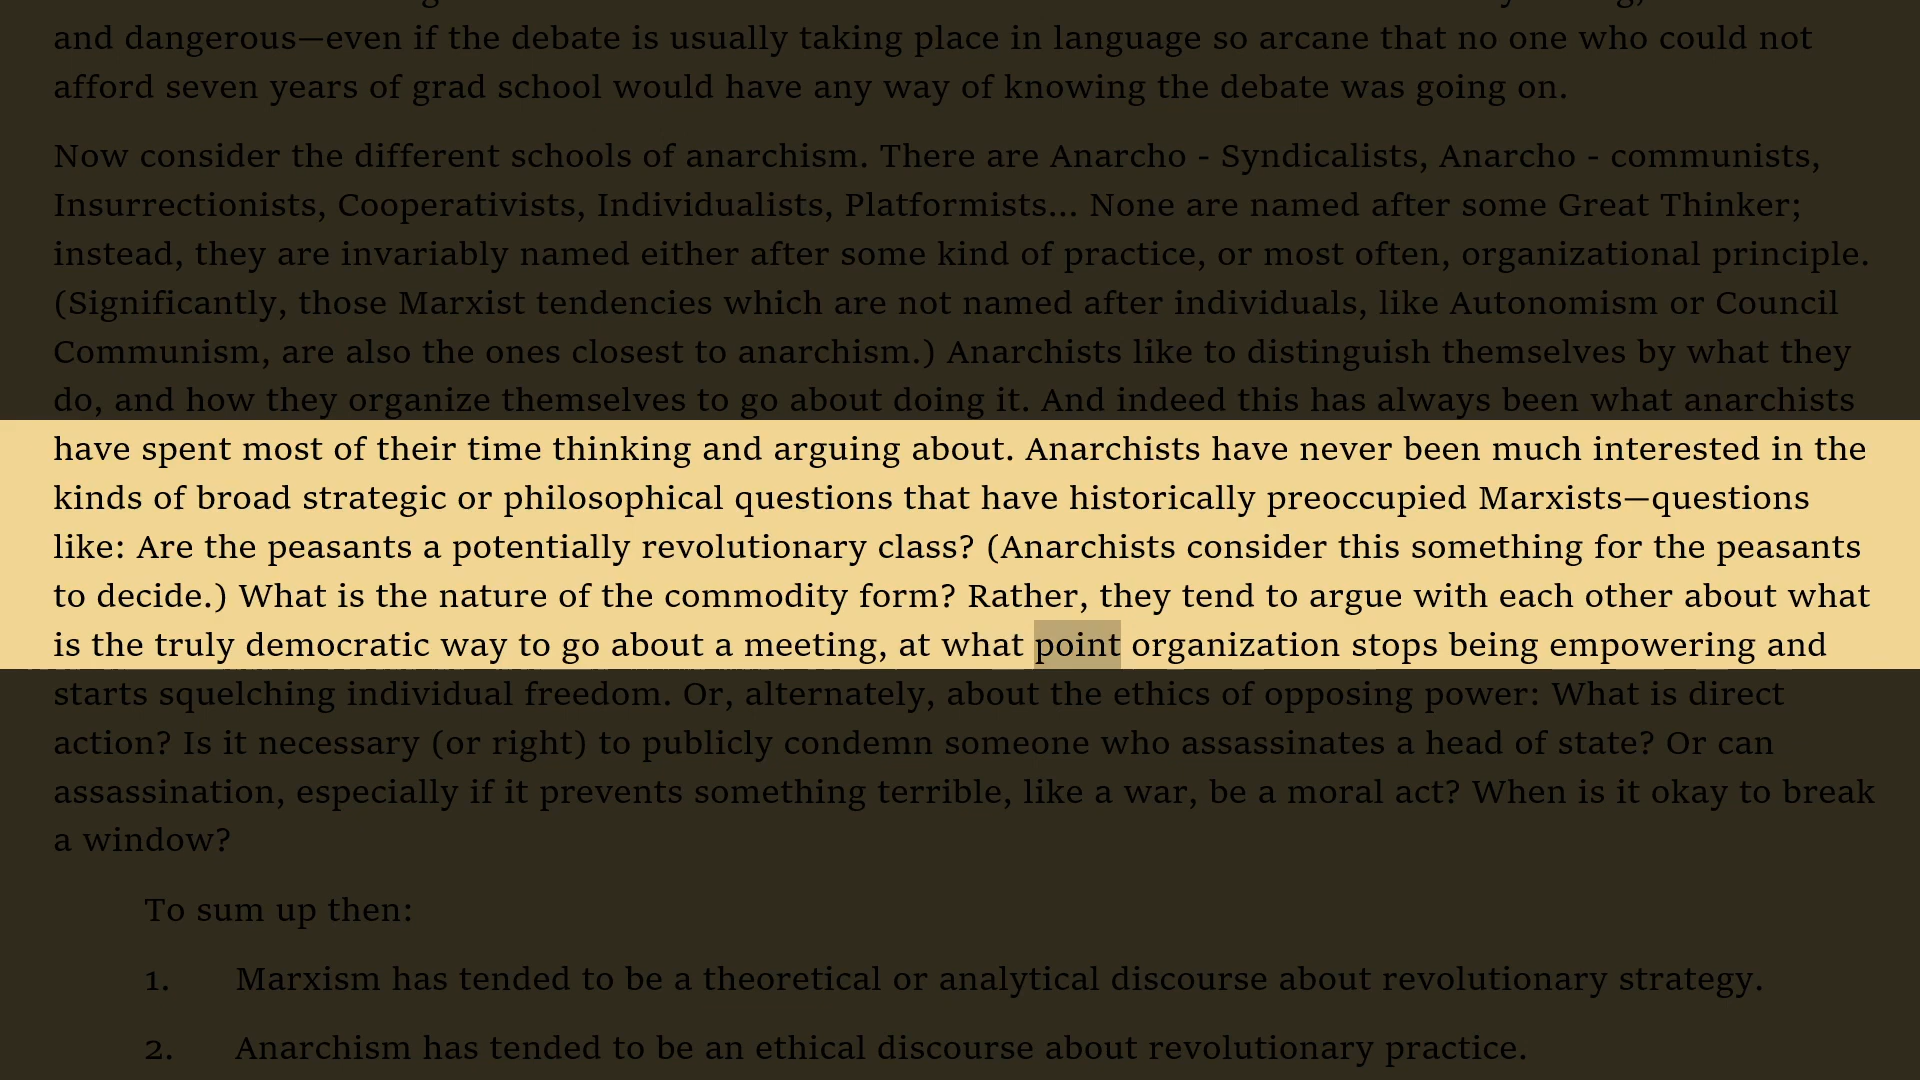 and dangerous—even if the debate is usually taking place in language so arcane that no one who could not
afford seven years of grad school would have any way of knowing the debate was going on.
Now consider the different schools of anarchism. There are Anarcho - Syndicalists, Anarcho - communists,
Insurrectionists, Cooperativists, Individualists, Platformists... None are named after some Great Thinker;
instead, they are invariably named either after some kind of practice, or most often, organizational principle.
(Significantly, those Marxist tendencies which are not named after individuals, like Autonomism or Council
Communism, are also the ones closest to anarchism.) Anarchists like to distinguish themselves by what they
do, and how they organize themselves to go about doing it. And indeed this has always been what anarchists
have spent most of their time thinking and arguing about. Anarchists have never been much interested in the
kinds of broad strategic or philosophical questions that have historically preoccupied Marxists—questions
like: Are the peasants a potentially revolutionary class? (Anarchists consider this something for the peasants
to decide.) What is the nature of the commodity form? Rather, they tend to argue with each other about what
is the truly democratic way to go about a meeting, at what point organization stops being empowering and
starts squelching individual freedom. Or, alternately, about the ethics of opposing power: What is direct
action? Is it necessary (or right) to publicly condemn someone who assassinates a head of state? Or can
assassination, especially if it prevents something terrible, like a war, be a moral act? When is it okay to break
a window?
To sum up then:
1. Marxism has tended to be a theoretical or analytical discourse about revolutionary strategy.
2. Anarchism has tended to be an ethical discourse about revolutionary practice.